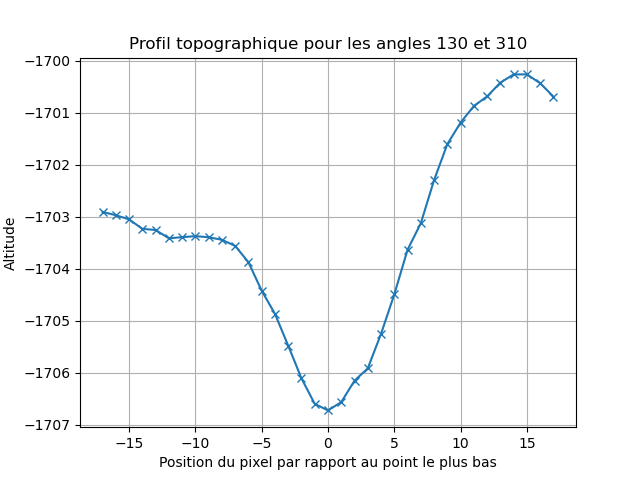 Profil topographique pour les angles 130 et 310
−1700
−1701
−1702
−1703
−1704
−1705
−1706
−1707
Altitude
−15 −10 −5 0 5 10 15
Position du pixel par rapport au point le plus bas